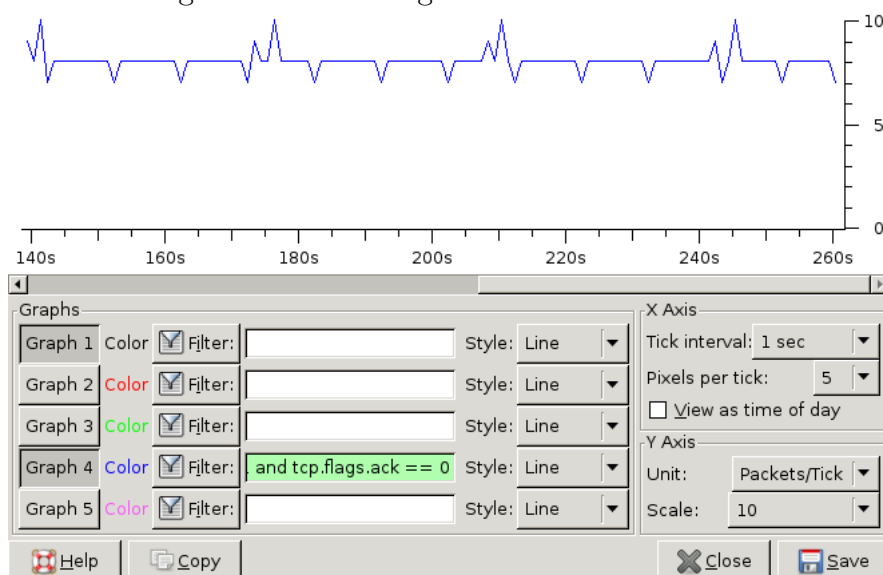 10
5
0
140s 160s 180s 200s 220s 240s 260s
Graphs
Graph 1 Color Filter: Style: Line
Graph 2 Color Filter: Style: Line
Graph 3 Color Filter: Style: Line
Graph 4 Color Filter: . and tcp.flags.ack == 0 Style: Line
Graph 5 Color Filter: Style: Line
X Axis
Tick interval: 1 sec
Pixels per tick: 5
View as time of day
Y Axis
Unit: Packets/Tick
Scale: 10
Help Copy Close Save